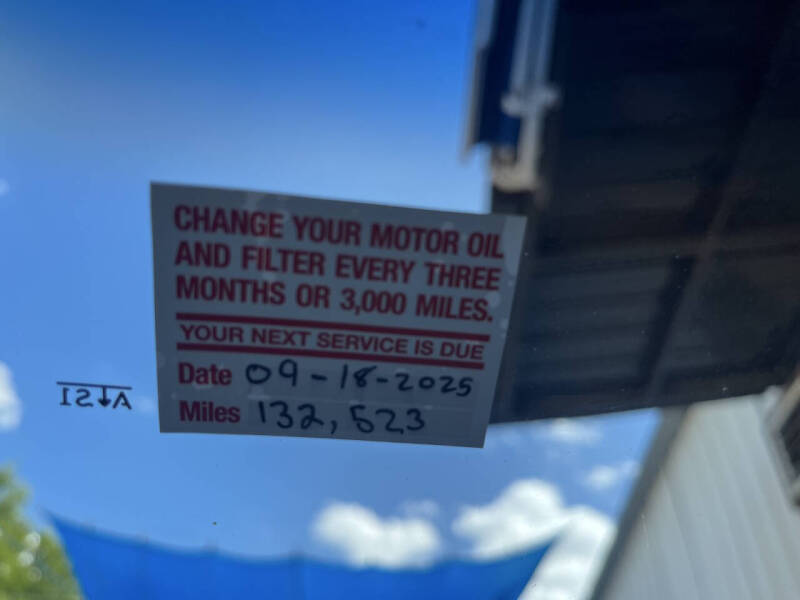 CHANGE YOUR MOTOR OIL
AND FILTER EVERY THREE
MONTHS OR 3,000 MILES.
YOUR NEXT SERVICE IS DUE
Date 09-18-2025
Miles 132,523